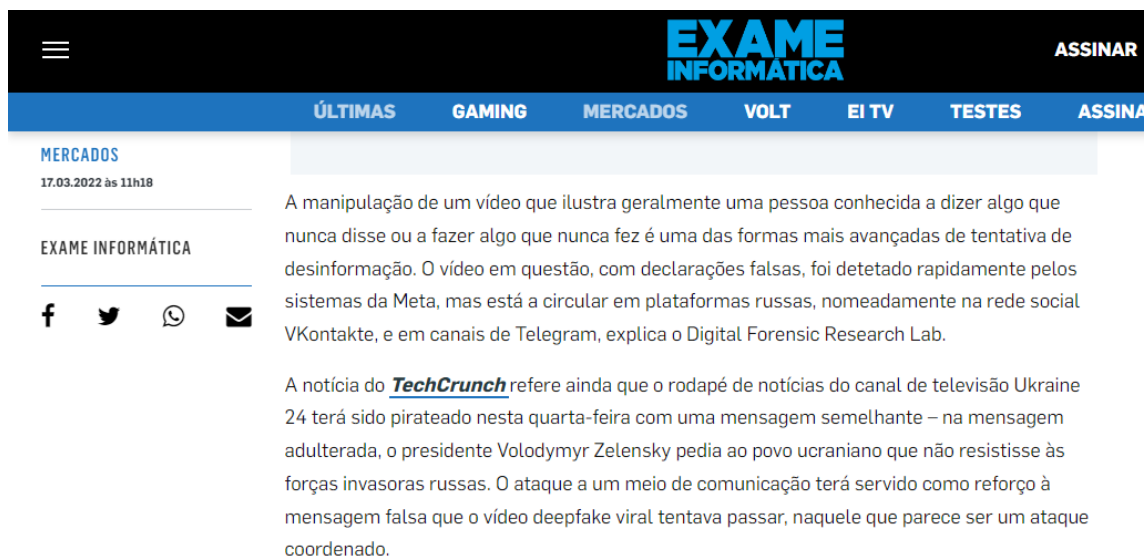 EXAME
INFORMÁTICA
ASSINAR
ÚLTIMAS GAMING MERCADOS VOLT EI TV TESTES ASSINA
MERCADOS
17.03.2022 às 11h18
EXAME INFORMÁTICA
A manipulação de um vídeo que ilustra geralmente uma pessoa conhecida a dizer algo que
nunca disse ou a fazer algo que nunca fez é uma das formas mais avançadas de tentativa de
desinformação. O vídeo em questão, com declarações falsas, foi detetado rapidamente pelos
sistemas da Meta, mas está a circular em plataformas russas, nomeadamente na rede social
VKontakte, e em canais de Telegram, explica o Digital Forensic Research Lab.
A notícia do TechCrunch refere ainda que o rodapé de notícias do canal de televisão Ukraine
24 terá sido pirateado nesta quarta-feira com uma mensagem semelhante – na mensagem
adulterada, o presidente Volodymyr Zelensky pedia ao povo ucraniano que não resistisse às
forças invasoras russas. O ataque a um meio de comunicação terá servido como reforço à
mensagem falsa que o vídeo deepfake viral tentava passar, naquele que parece ser um ataque
coordenado.